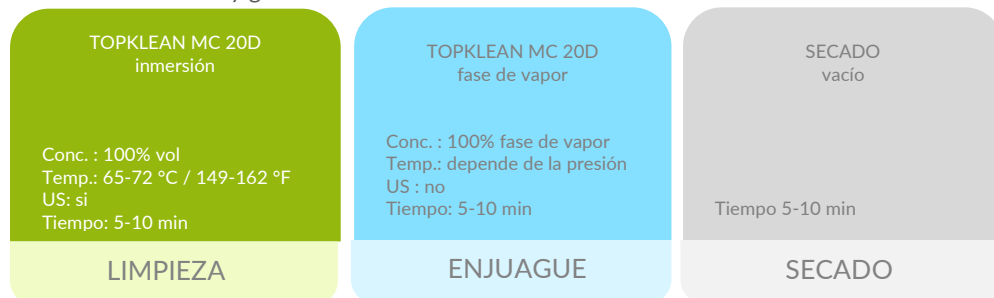 TOPKLEAN MC 20D
inmersión
Conc. : 100% vol
Temp.: 65-72 °C / 149-162 °F
US: si
Tiempo: 5-10 min
LIMPIEZA
TOPKLEAN MC 20D
fase de vapor
Conc. : 100% fase de vapor
Temp.: depende de la presión
US : no
Tiempo: 5-10 min
ENJUAGUE
SECADO
vacío
Tiempo 5-10 min
SECADO